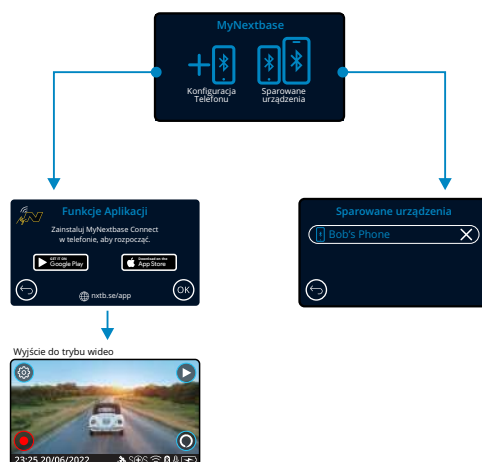 MyNextbase
Konfiguracja
Telefonu
Sparowane
urządzenia
Funkcje Aplikacji
Zainstaluj MyNextbase Connect
w telefonie, aby rozpocząć.
GET IT ON
Google Play
Download on the
App Store
nxtb.se/app
OK
Sparowane urządzenia
Bob's Phone
Wyjście do trybu wideo
23:25 20/06/2022
SOS